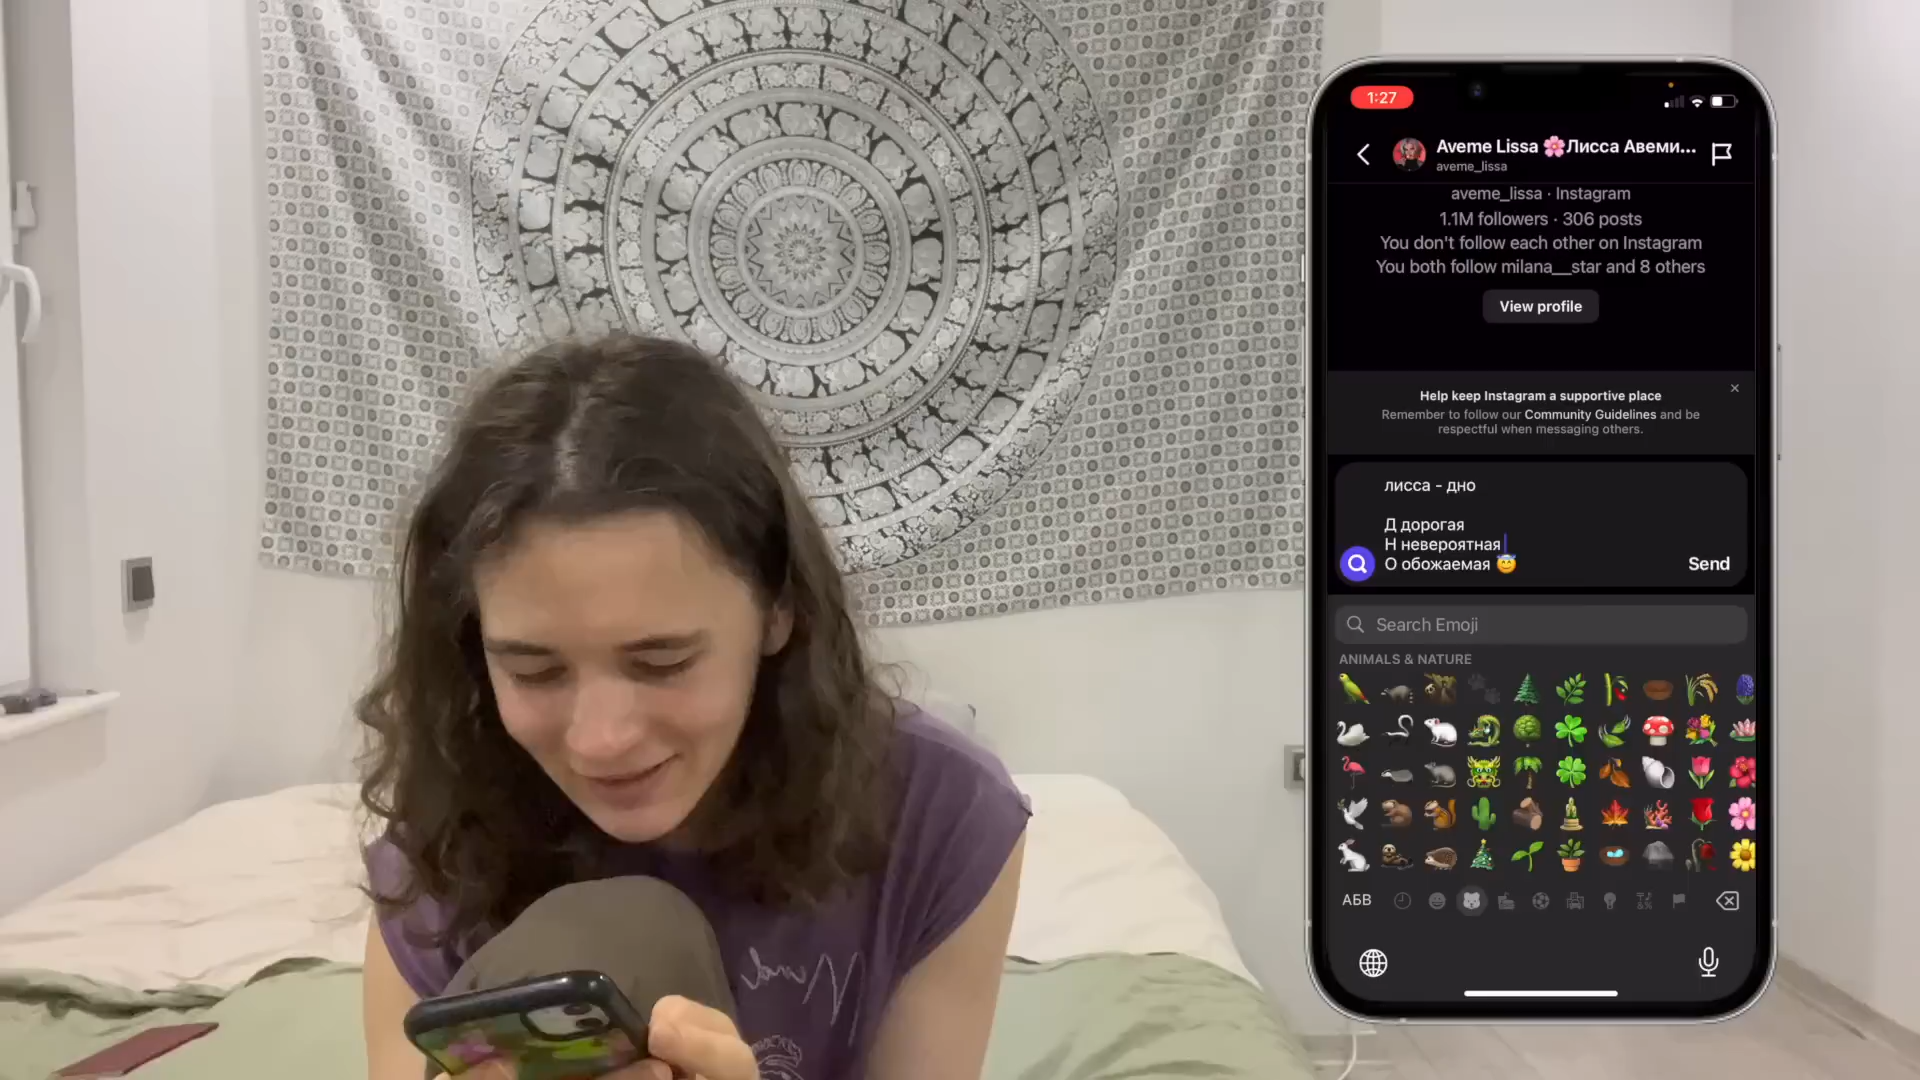 1:27
Aveme Lissa 🌸Лисса Авеми...
aveme_lissa
aveme_lissa · Instagram
1.1M followers · 306 posts
You don't follow each other on Instagram
You both follow milana__star and 8 others
View profile
Help keep Instagram a supportive place
Remember to follow our Community Guidelines and be
respectful when messaging others.
лисса - дно
Д дорогая
Н невероятная
О обожаемая 😇
Send
Search Emoji
ANIMALS & NATURE
АБВ